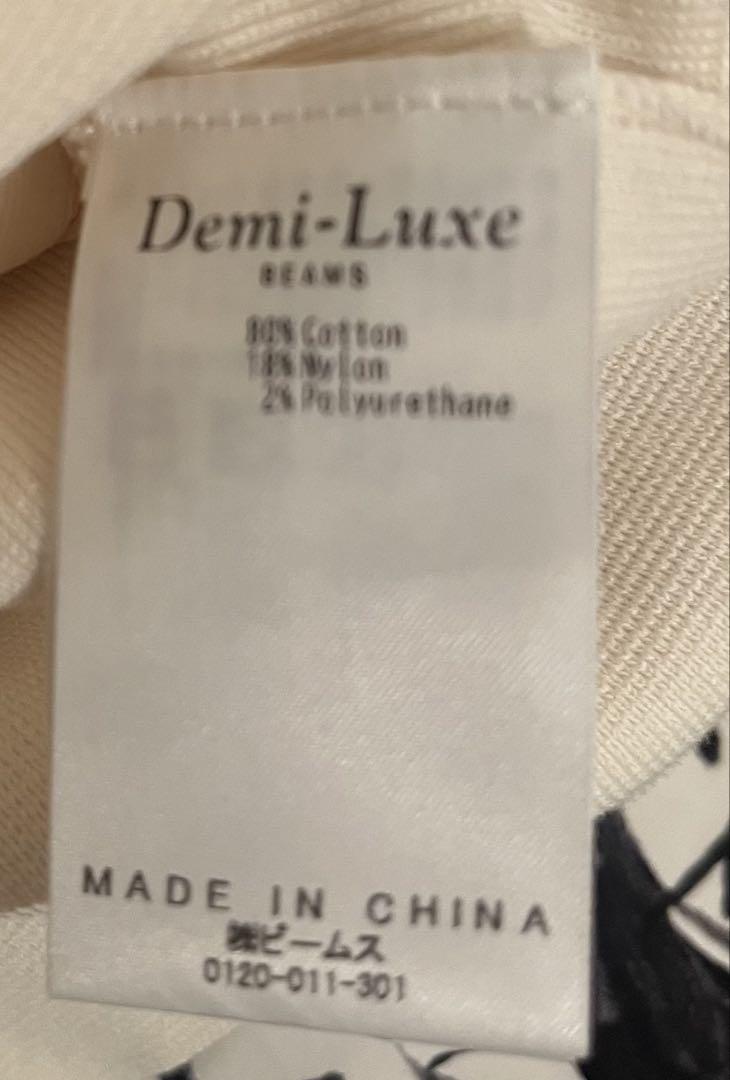 Demi-Luxe
BEAMS
80% Cotton
18% Nylon
2% Polyurethane
MADE IN CHINA
㈱ビームス
0120-011-301